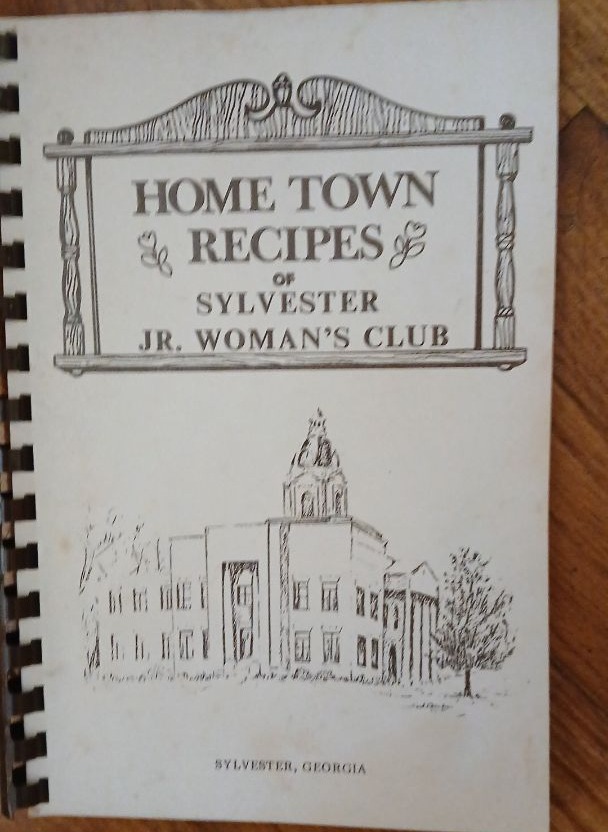 HOME TOWN
RECIPES
OF
SYLVESTER
JR. WOMAN'S CLUB
SYLVESTER, GEORGIA